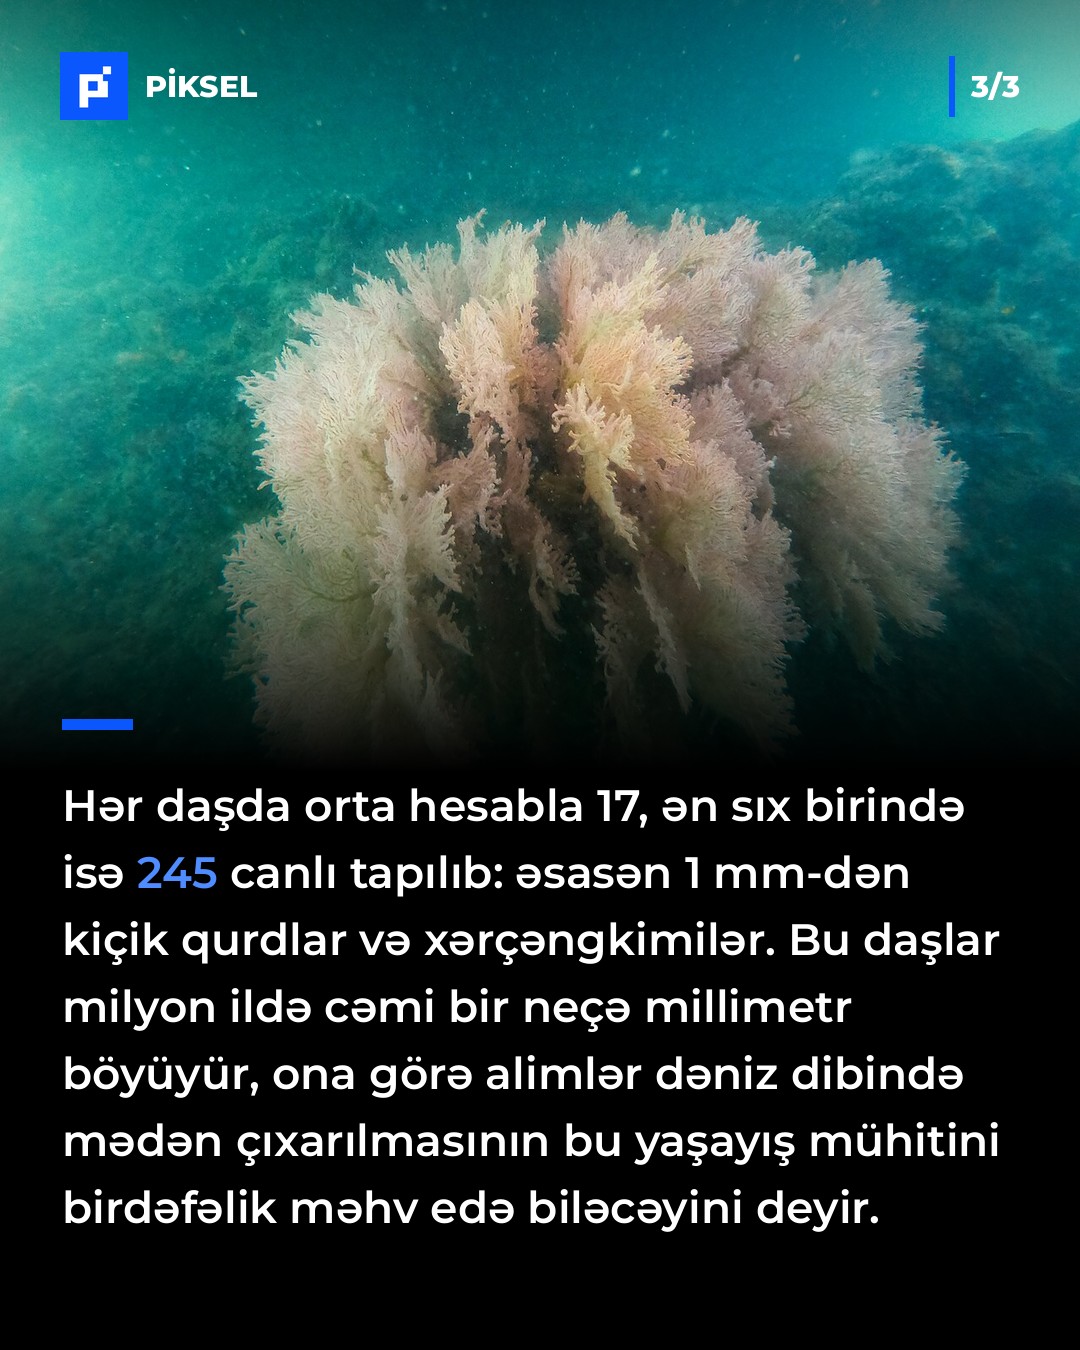 PİKSEL
3/3
Hər daşda orta hesabla 17, ən sıx birində
isə 245 canlı tapılıb: əsasən 1 mm-dən
kiçik qurdlar və xərçəngkimilər. Bu daşlar
milyon ildə cəmi bir neçə millimetr
böyüyür, ona görə alimlər dəniz dibində
mədən çıxarılmasının bu yaşayış mühitini
birdəfəlik məhv edə biləcəyini deyir.